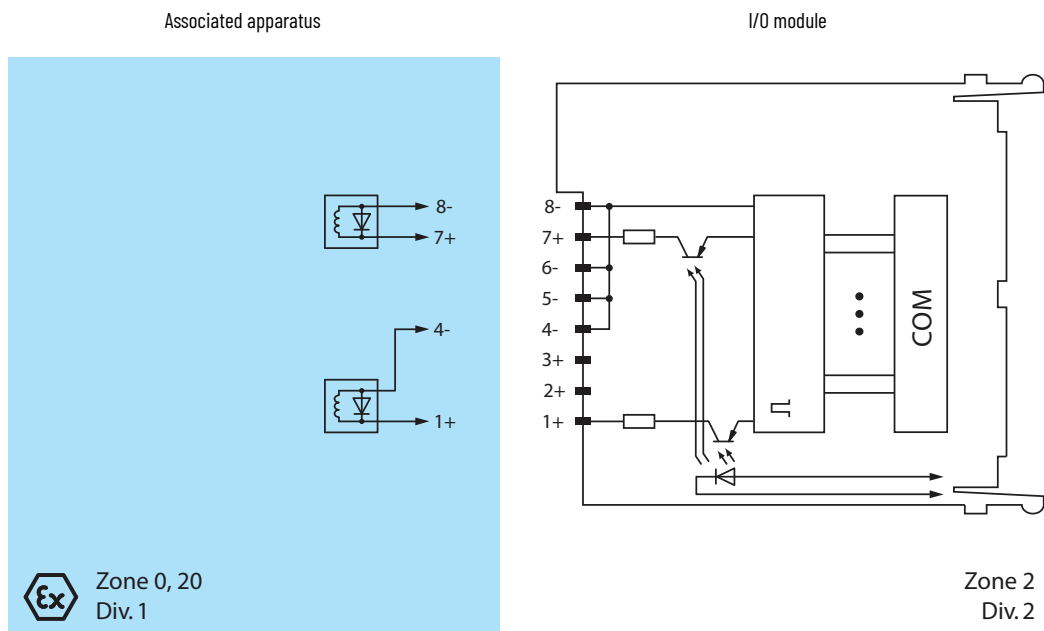 Associated apparatus
I/O module
8-
7+
4-
1+
8-
7+
6-
5-
4-
3+
2+
1+
COM
Ex
Zone 0, 20
Div. 1
Zone 2
Div. 2